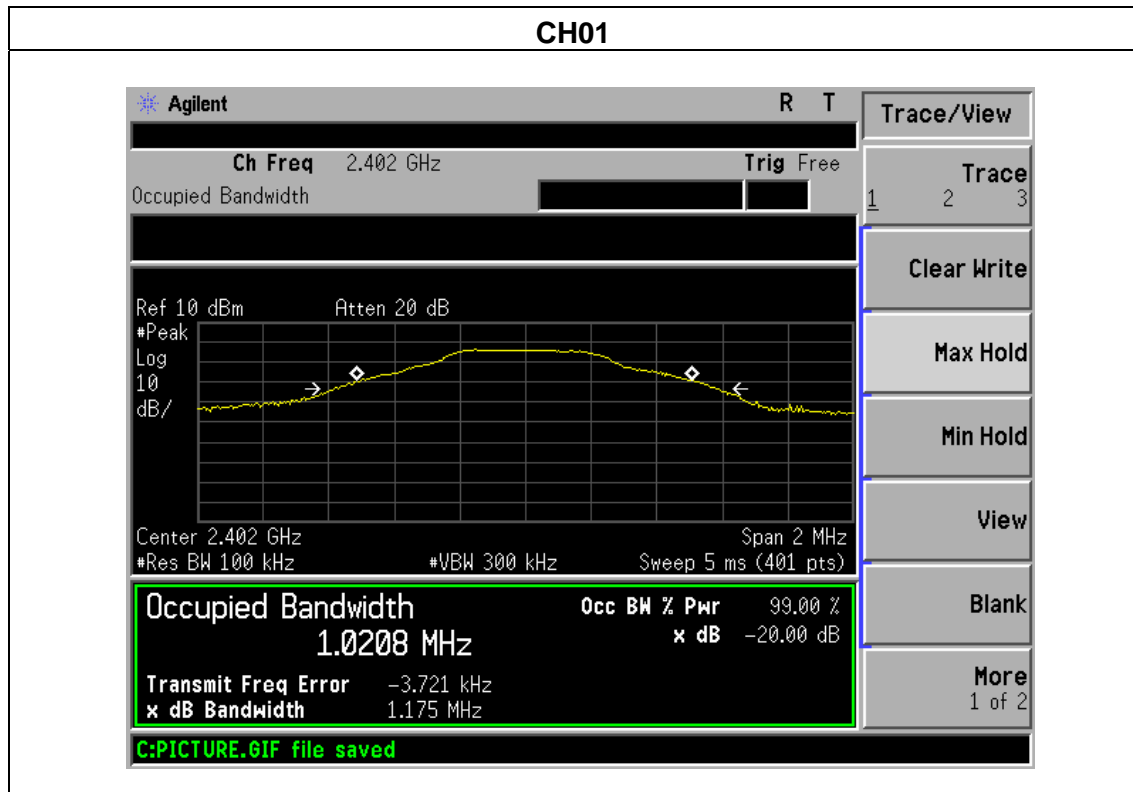 CH01
Agilent
R T
Trace/View
Ch Freq 2.402 GHz
Trig Free
Occupied Bandwidth
Trace
1 2 3
Clear Write
Ref 10 dBm
Atten 20 dB
#Peak
Log
10
dB/
Max Hold
Min Hold
View
Center 2.402 GHz
Span 2 MHz
#Res BW 100 kHz
#VBW 300 kHz
Sweep 5 ms (401 pts)
Occupied Bandwidth
1.0208 MHz
Occ BW % Pwr 99.00 %
x dB -20.00 dB
Blank
Transmit Freq Error -3.721 kHz
x dB Bandwidth 1.175 MHz
More
1 of 2
C:PICTURE.GIF file saved